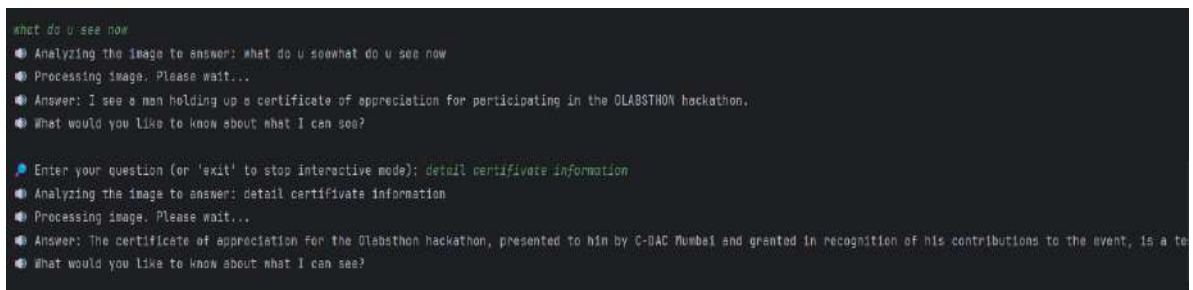 what do u see now
Analyzing the image to answer: what do u seewhat do u see now
Processing image. Please wait...
Answer: I see a man holding up a certificate of appreciation for participating in the OLABSTHON hackathon.
What would you like to know about what I can see?
Enter your question (or 'exit' to stop interactive mode): detail certifivate information
Analyzing the image to answer: detail certifivate information
Processing image. Please wait...
Answer: The certificate of appreciation for the Olabsthon hackathon, presented to him by C-DAC Mumbai and granted in recognition of his contributions to the event, is a te
What would you like to know about what I can see?